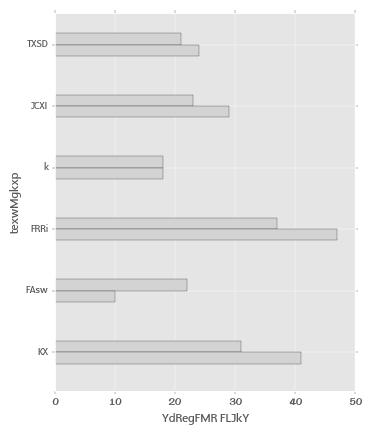 TXSD
JCXI
k
FRRi
FAsw
KX
texwMgkxp
0 10 20 30 40 50
YdRegFMR FLJkY